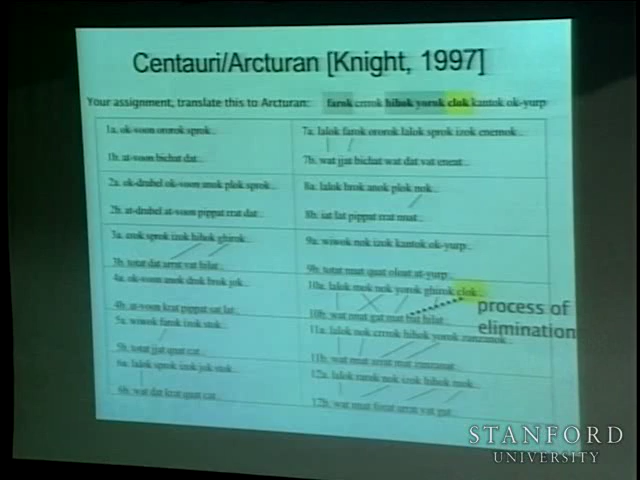 Centauri/Arcturan [Knight, 1997]
Your assignment, translate this to Arcturan: farok crrrok hihok yorok clok kantok ok-yurp
1a. ok-voon ororok sprok .
1b. at-voon bichat dat .
2a. ok-drubel ok-voon anok plok sprok .
2b. at-drubel at-voon pippat rrat dat .
3a. erok sprok izok hihok ghirok .
3b. totat dat arrat vat hilat .
4a. ok-voon anok drok brok jok .
4b. at-voon krat pippat sat lat .
5a. wiwok farok izok stok .
5b. totat jjat quat cat .
6a. lalok sprok izok jok stok .
6b. wat dat krat quat cat .
7a. lalok farok ororok lalok sprok izok enemok .
7b. wat jjat bichat wat dat vat eneat .
8a. lalok brok anok plok nok .
8b. iat lat pippat rrat nnat .
9a. wiwok nok izok kantok ok-yurp .
9b. totat nnat quat oloat at-yurp .
10a. lalok mok nok yorok ghirok clok .
10b. wat nnat gat mat bat hilat .
11a. lalok nok crrrok hihok yorok zanzanok .
11b. wat nnat arrat mat zanzanat .
12a. lalok rarok nok izok hihok mok .
12b. wat nnat forat arrat vat gat .
process of
elimination
STANFORD
UNIVERSITY